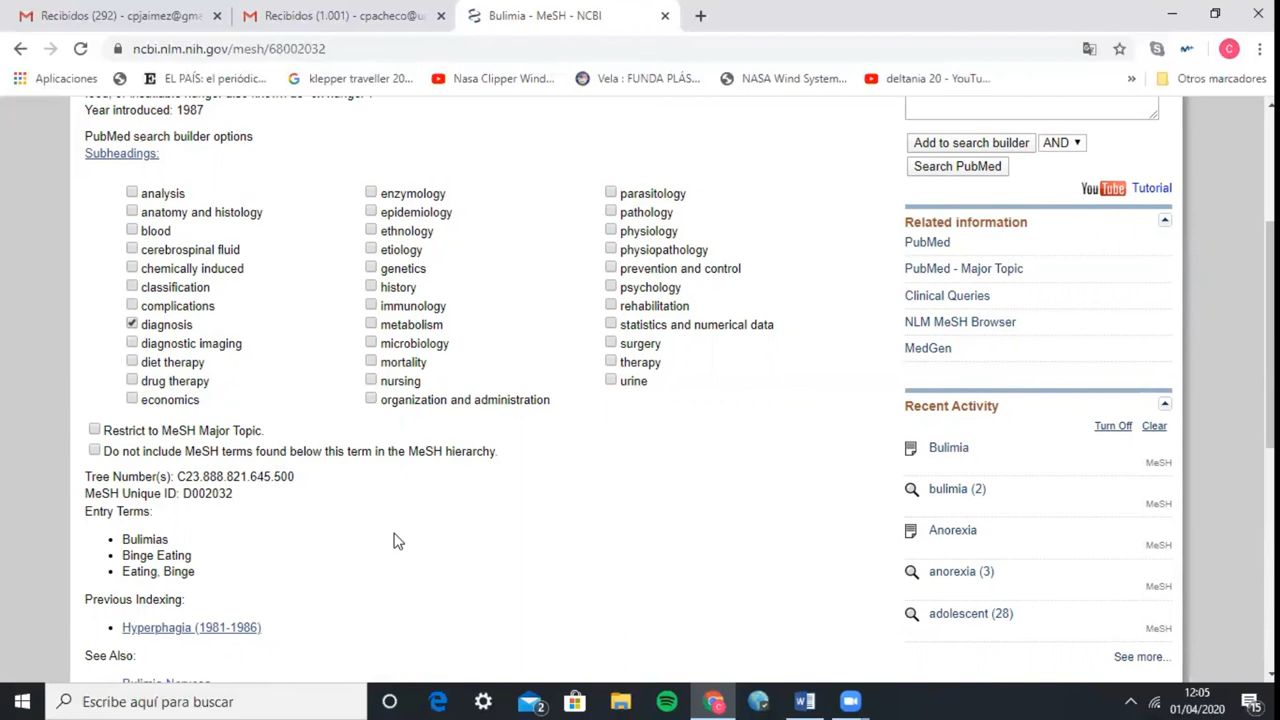 Recibidos (292) - cpjaimez@gma
Recibidos (1.001) - cpacheco@u
Bulimia - MeSH - NCBI
ncbi.nlm.nih.gov/mesh/68002032
C
Aplicaciones
EL PAÍS: el periódic...
klepper traveller 20...
Nasa Clipper Win...
Vela : FUNDA PLÁS...
NASA Wind System...
deltania 20 - YouTu...
»
Otros marcadores
Year introduced: 1987
PubMed search builder options
Subheadings:
analysis
anatomy and histology
blood
cerebrospinal fluid
chemically induced
classification
complications
diagnosis
diagnostic imaging
diet therapy
drug therapy
economics
enzymology
epidemiology
ethnology
etiology
genetics
history
immunology
metabolism
microbiology
mortality
nursing
organization and administration
parasitology
pathology
physiology
physiopathology
prevention and control
psychology
rehabilitation
statistics and numerical data
surgery
therapy
urine
Restrict to MeSH Major Topic.
Do not include MeSH terms found below this term in the MeSH hierarchy.
Tree Number(s): C23.888.821.645.500
MeSH Unique ID: D002032
Entry Terms:
• Bulimias
• Binge Eating
• Eating, Binge
Previous Indexing:
• Hyperphagia (1981-1986)
See Also:
Add to search builder AND
Search PubMed
YouTube Tutorial
Related information
PubMed
PubMed - Major Topic
Clinical Queries
NLM MeSH Browser
MedGen
Recent Activity
Turn Off Clear
Bulimia
MeSH
bulimia (2)
MeSH
Anorexia
MeSH
anorexia (3)
MeSH
adolescent (28)
MeSH
See more...
Escribe aquí para buscar
2
C
12:05
01/04/2020
15